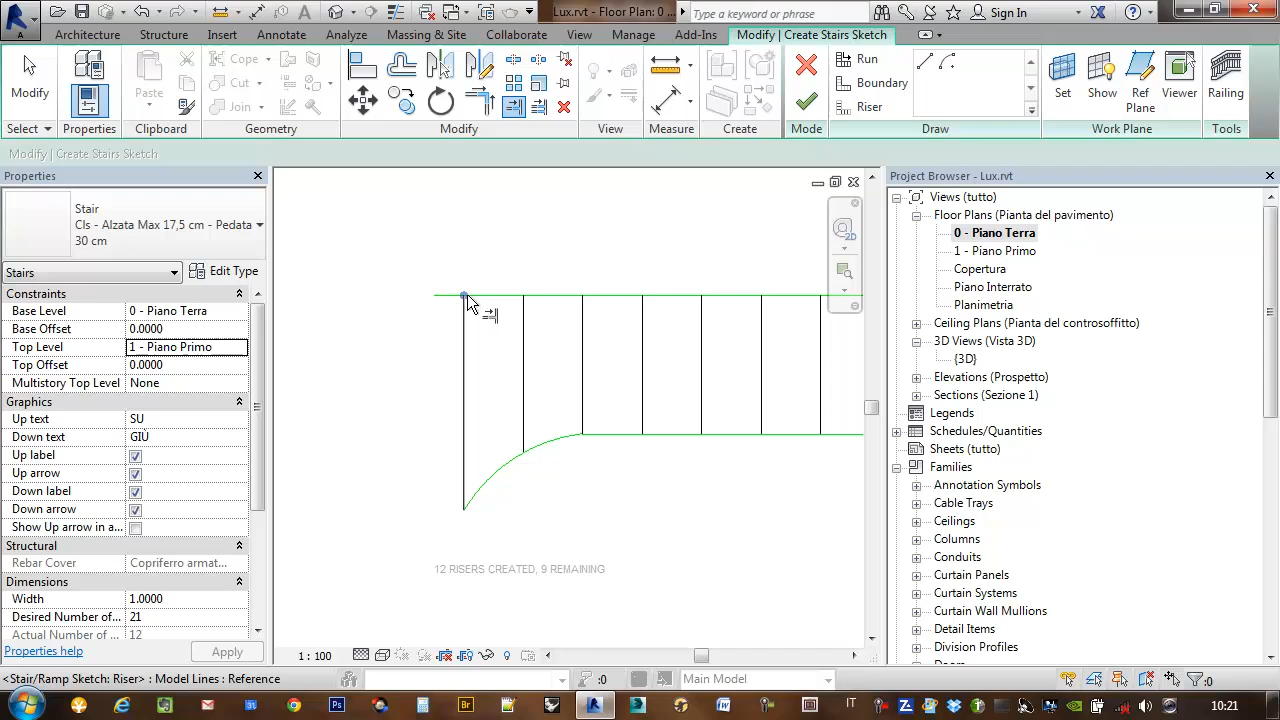 Lux.rvt - Floor Plan: 0 ...
Type a keyword or phrase
Sign In
Architecture
Structure
Insert
Annotate
Analyze
Massing & Site
Collaborate
View
Manage
Add-Ins
Modify | Create Stairs Sketch
Modify
Paste
Cope
Cut
Join
Run
Boundary
Riser
Set
Show
Ref Plane
Viewer
Railing
Select
Properties
Clipboard
Geometry
Modify
View
Measure
Create
Mode
Draw
Work Plane
Tools
Modify | Create Stairs Sketch
Properties
Stair
Cls - Alzata Max 17,5 cm - Pedata
30 cm
Stairs
Edit Type
Constraints
Base Level 0 - Piano Terra
Base Offset 0.0000
Top Level 1 - Piano Primo
Top Offset 0.0000
Multistory Top Level None
Graphics
Up text SU
Down text GIU
Up label
Up arrow
Down label
Down arrow
Show Up arrow in a...
Structural
Rebar Cover Copriferro armat...
Dimensions
Width 1.0000
Desired Number of... 21
Actual Number of ... 12
Properties help
Apply
2D
12 RISERS CREATED, 9 REMAINING
1 : 100
Project Browser - Lux.rvt
Views (tutto)
Floor Plans (Pianta del pavimento)
0 - Piano Terra
1 - Piano Primo
Copertura
Piano Interrato
Planimetria
Ceiling Plans (Pianta del controsoffitto)
3D Views (Vista 3D)
{3D}
Elevations (Prospetto)
Sections (Sezione 1)
Legends
Schedules/Quantities
Sheets (tutto)
Families
Annotation Symbols
Cable Trays
Ceilings
Columns
Conduits
Curtain Panels
Curtain Systems
Curtain Wall Mullions
Detail Items
Division Profiles
<Stair/Ramp Sketch: Riser> : Model Lines : Reference
:0
Main Model
:0
IT
10:21